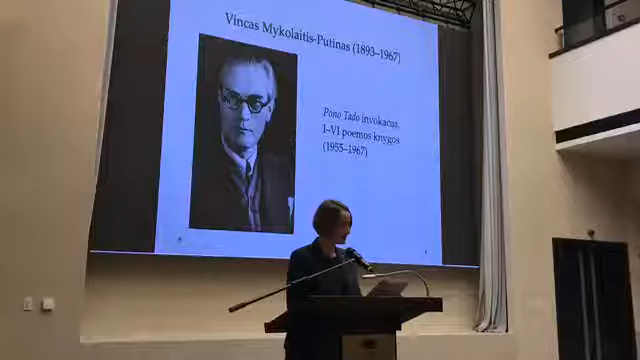 Vincas Mykolaitis-Putinas (1893–1967)
Pono Tado invokacija,
I–VI poemos knygos
(1955–1967)